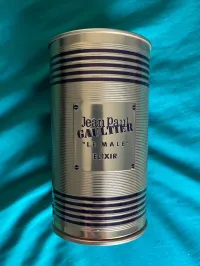 Jean Paul
GAULTIER
"LE MALE"
ELIXIR